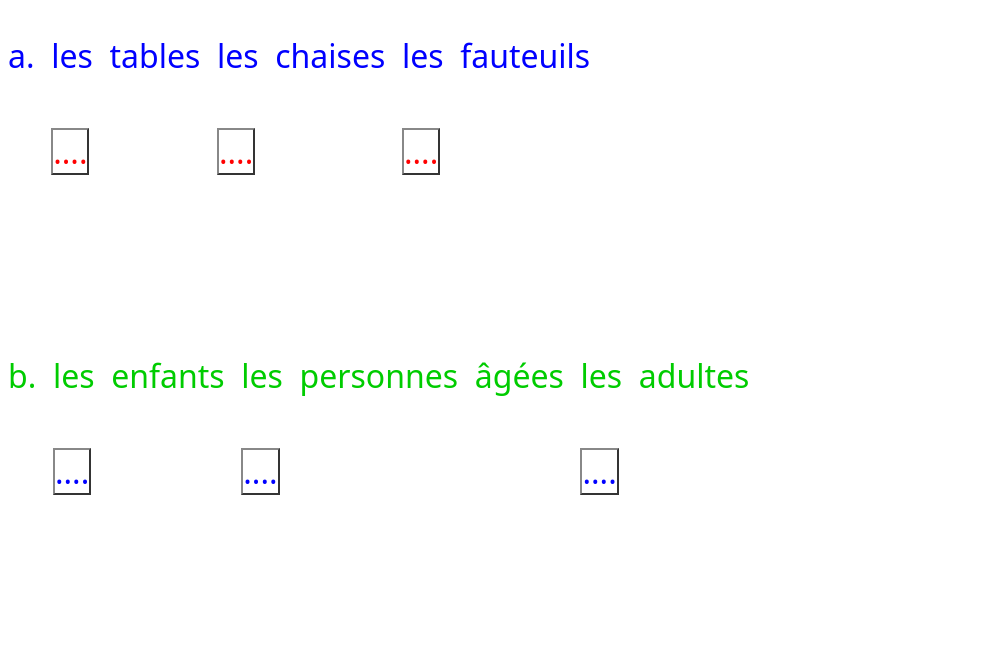 a. les tables les chaises les fauteuils
.... .... ....
b. les enfants les personnes âgées les adultes
.... .... ....